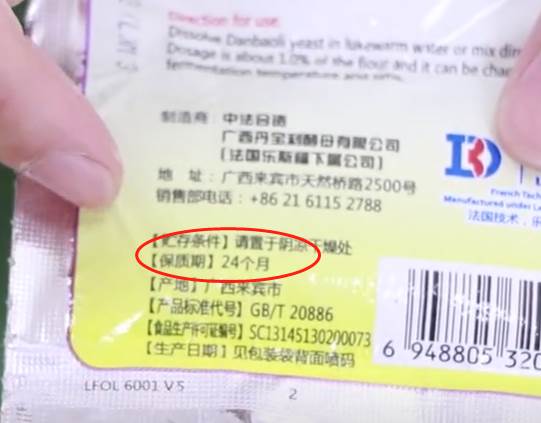 Direction for use
Dissolve Danbaoli yeast in lukewarm water or mix
Dosage is about 1.0% of the flour and it can be
fermentation temperature and
制造商：中法合资
广西丹宝利酵母有限公司
（法国乐斯福下属公司）
地 址：广西来宾市天然桥路2500号
销售部电话：+86 21 6115 2788
French
Manufactured under
法国技术，
【贮存条件】请置于阴凉干燥处
【保质期】24个月
【产地】广西来宾市
【产品标准代号】GB/T 20886
【食品生产许可证编号】SC13145130200073
【生产日期】见包装袋背面喷码
6 948805 320
LFOL 6001 V5
2